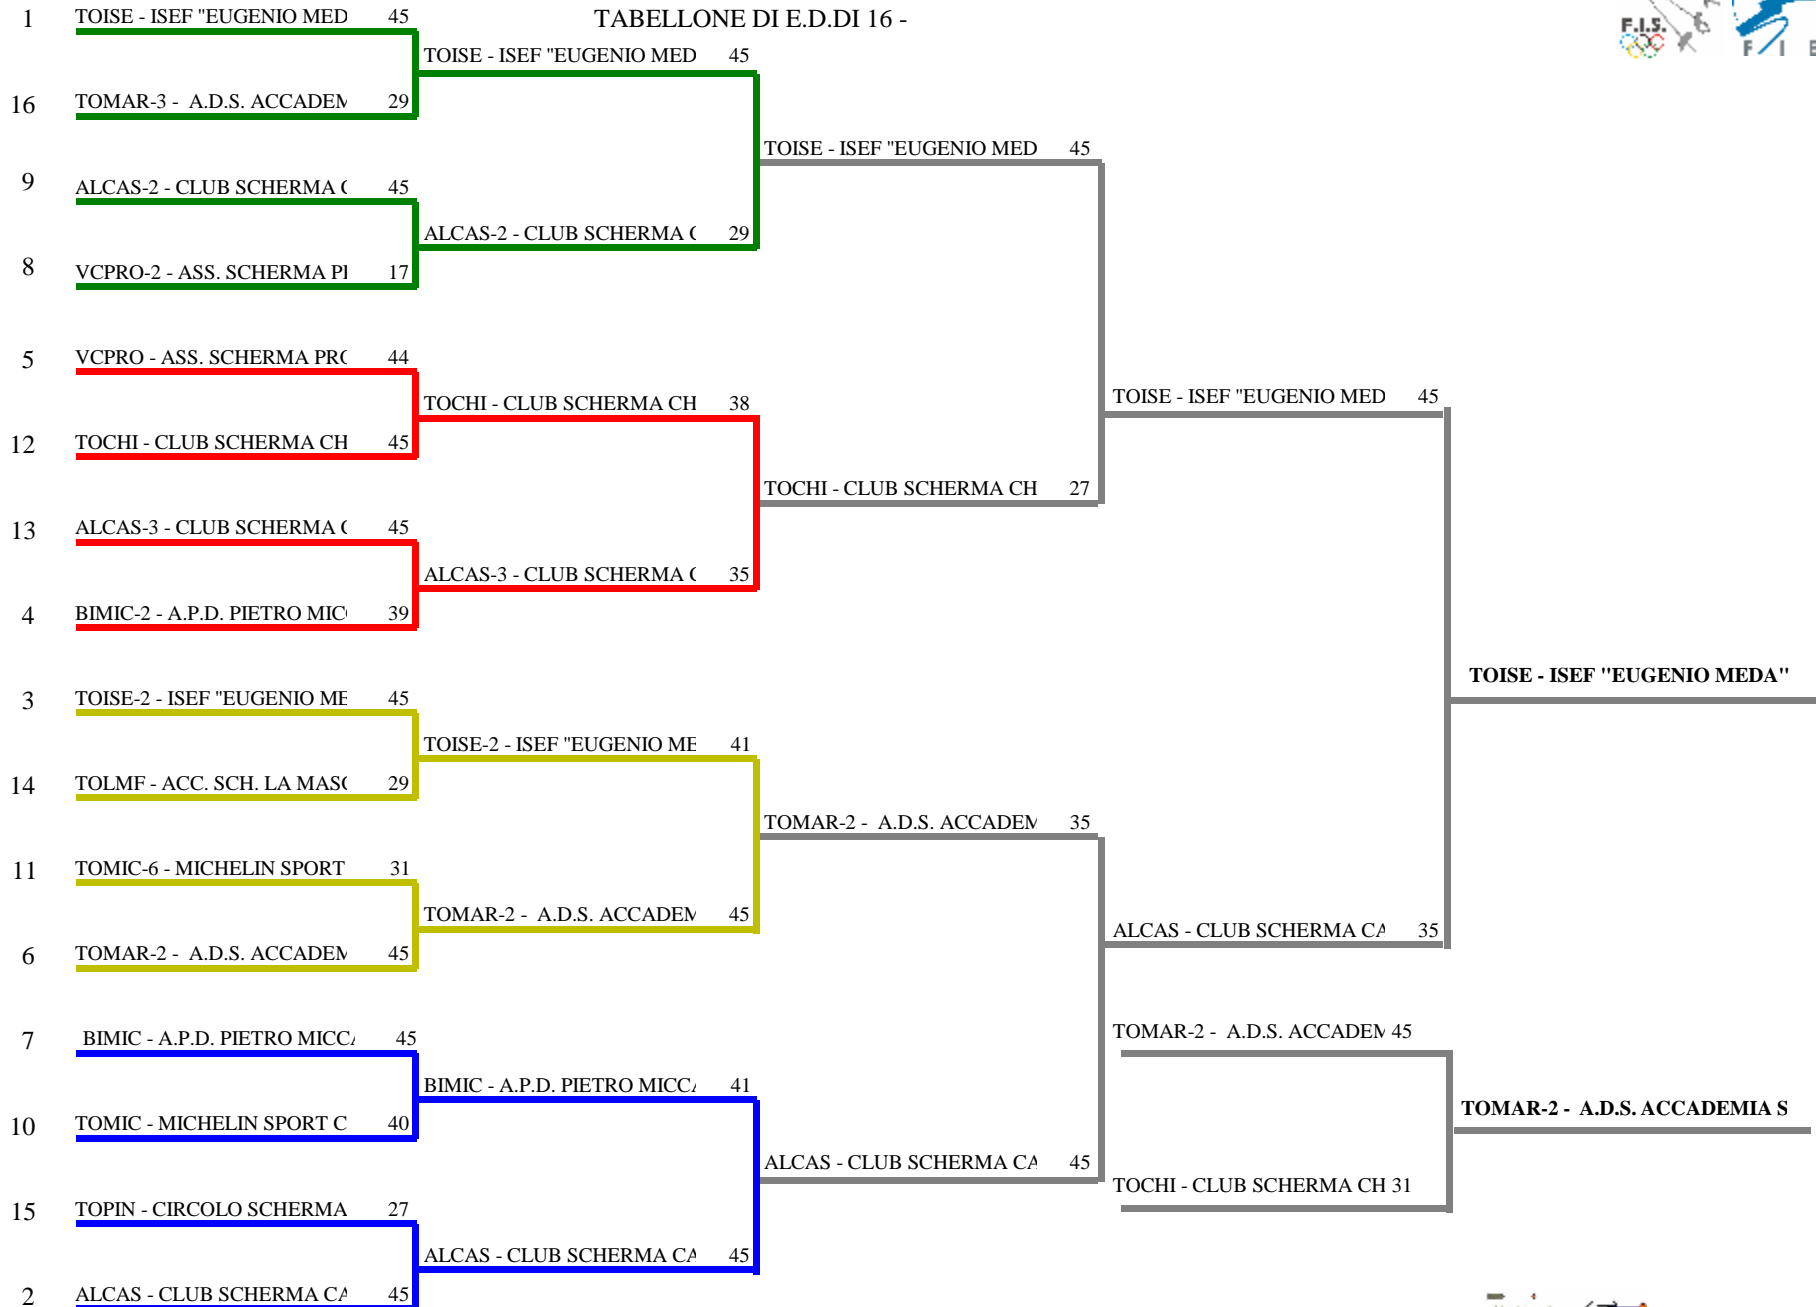 TABELLONE DI E.D.DI 16 -
F.I.S.
F I E
1 TOISE - ISEF "EUGENIO MED 45
TOISE - ISEF "EUGENIO MED 45
16 TOMAR-3 - A.D.S. ACCADEM 29
TOISE - ISEF "EUGENIO MED 45
9 ALCAS-2 - CLUB SCHERMA 45
ALCAS-2 - CLUB SCHERMA 29
8 VCPRO-2 - ASS. SCHERMA 17
5 VCPRO - ASS. SCHERMA 44
TOISE - ISEF "EUGENIO MED 45
TOCHI - CLUB SCHERMA CH 38
12 TOCHI - CLUB SCHERMA CH 45
TOCHI - CLUB SCHERMA CH 27
13 ALCAS-3 - CLUB SCHERMA 45
ALCAS-3 - CLUB SCHERMA 35
4 BIMIC-2 - A.P.D. PIETRO MIC 39
TOISE - ISEF "EUGENIO MEDA"
3 TOISE-2 - ISEF "EUGENIO ME 45
TOISE-2 - ISEF "EUGENIO ME 41
14 TOLMF - ACC. SCH. LA MAS 29
TOMAR-2 - A.D.S. ACCADEM 35
11 TOMIC-6 - MICHELIN SPORT 31
TOMAR-2 - A.D.S. ACCADEM 45
ALCAS - CLUB SCHERMA CA 35
6 TOMAR-2 - A.D.S. ACCADEM 45
7 BIMIC - A.P.D. PIETRO MICCA 45
TOMAR-2 - A.D.S. ACCADEM 45
BIMIC - A.P.D. PIETRO MICCA 41
TOMAR-2 - A.D.S. ACCADEMIA S
10 TOMIC - MICHELIN SPORT C 40
ALCAS - CLUB SCHERMA CA 45
TOCHI - CLUB SCHERMA CH 31
15 TOPIN - CIRCOLO SCHERMA 27
ALCAS - CLUB SCHERMA CA 45
2 ALCAS - CLUB SCHERMA CA 45